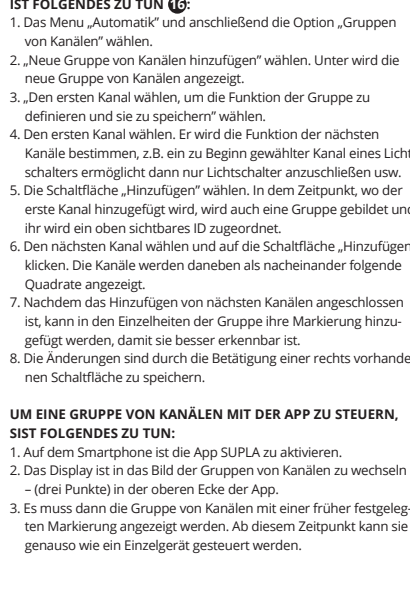 IST FOLGENDES ZU TUN 16:
1. Das Menu „Automatik" und anschließend die Option „Gruppen
von Kanälen" wählen.
2. „Neue Gruppe von Kanälen hinzufügen" wählen. Unter wird die
neue Gruppe von Kanälen angezeigt.
3. „Den ersten Kanal wählen, um die Funktion der Gruppe zu
definieren und sie zu speichern" wählen.
4. Den ersten Kanal wählen. Er wird die Funktion der nächsten
Kanäle bestimmen, z.B. ein zu Beginn gewählter Kanal eines Licht
schalters ermöglicht dann nur Lichtschalter anzuschließen usw.
5. Die Schaltfläche „Hinzufügen" wählen. In dem Zeitpunkt, wo der
erste Kanal hinzugefügt wird, wird auch eine Gruppe gebildet und
ihr wird ein oben sichtbares ID zugeordnet.
6. Den nächsten Kanal wählen und auf die Schaltfläche „Hinzufügen
klicken. Die Kanäle werden daneben als nacheinander folgende
Quadrate angezeigt.
7. Nachdem das Hinzufügen von nächsten Kanälen angeschlossen
ist, kann in den Einzelheiten der Gruppe ihre Markierung hinzu-
gefügt werden, damit sie besser erkennbar ist.
8. Die Änderungen sind durch die Betätigung einer rechts vorhande
nen Schaltfläche zu speichern.
UM EINE GRUPPE VON KANÄLEN MIT DER APP ZU STEUERN,
SIST FOLGENDES ZU TUN:
1. Auf dem Smartphone ist die App SUPLA zu aktivieren.
2. Das Display ist in das Bild der Gruppen von Kanälen zu wechseln
– (drei Punkte) in der oberen Ecke der App.
3. Es muss dann die Gruppe von Kanälen mit einer früher festgeleg-
ten Markierung angezeigt werden. Ab diesem Zeitpunkt kann sie
genauso wie ein Einzelgerät gesteuert werden.